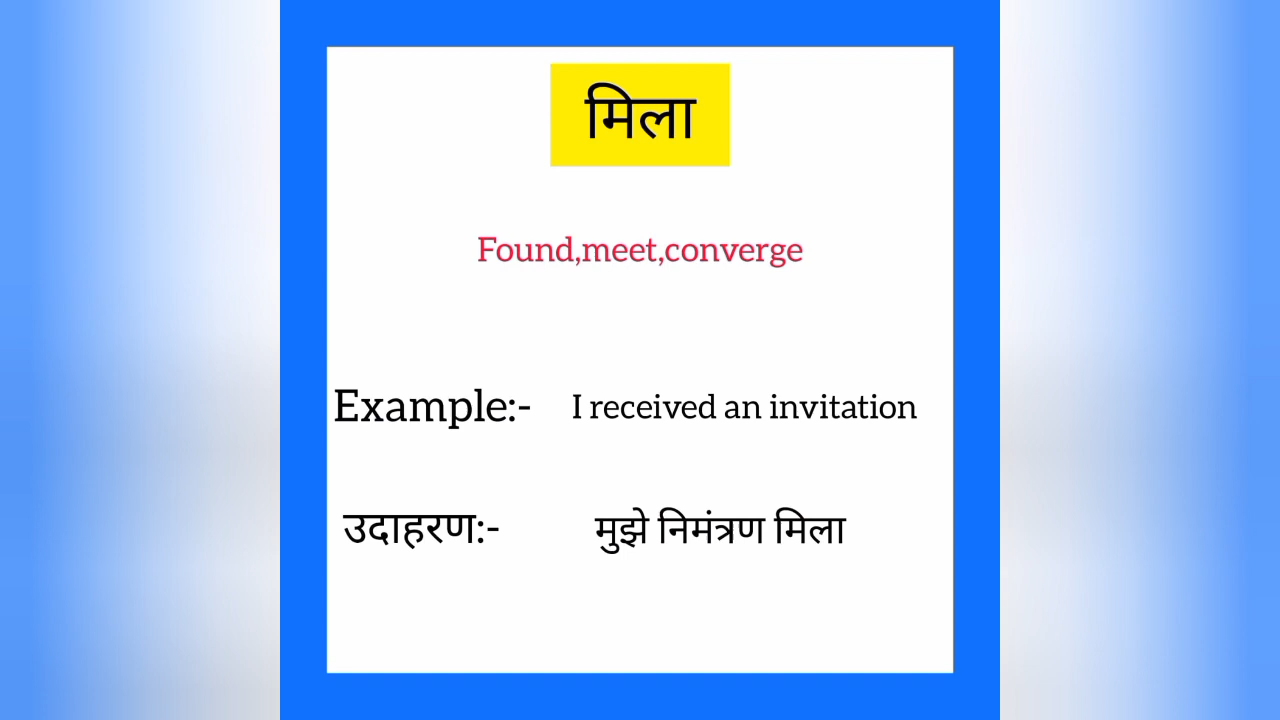 मिला
Found,meet,converge
Example:- I received an invitation
उदाहरण:- मुझे निमंत्रण मिला